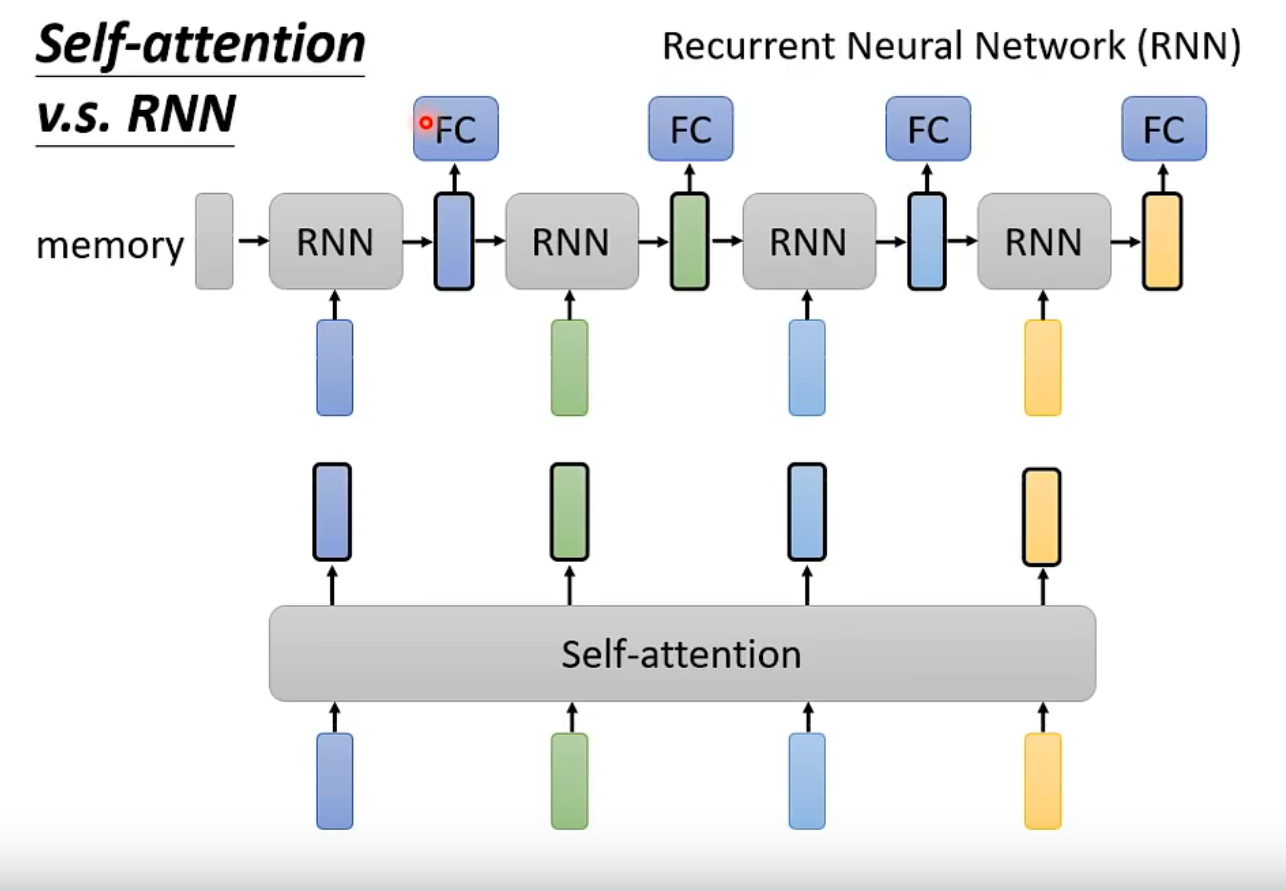 Self-attention
v.s. RNN
Recurrent Neural Network (RNN)
FC
FC
FC
FC
memory
RNN
RNN
RNN
RNN
Self-attention